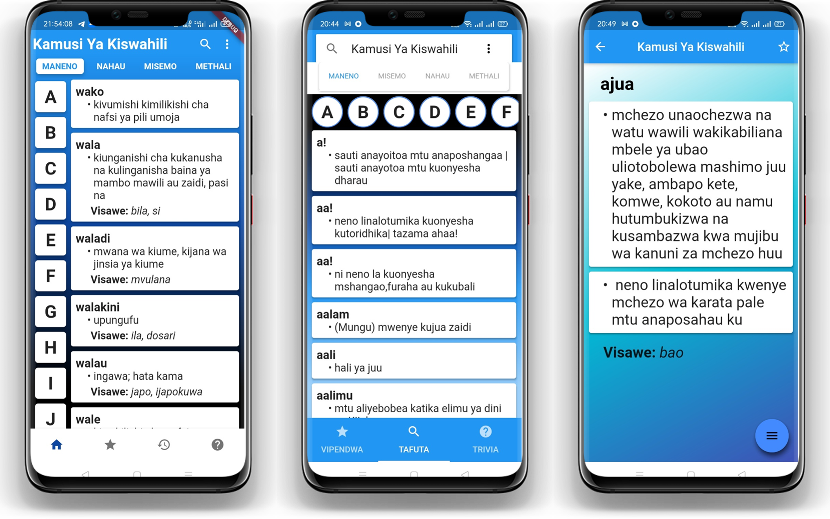 21:54:08
DEBUG
Kamusi Ya Kiswahili
MANENO NAHAU MISEMO METHALI
A
B
C
D
E
F
G
H
I
J
wako
• kivumishi kimilikishi cha
nafsi ya pili umoja
wala
• kiunganishi cha kukanusha
na kulinganisha baina ya
mambo mawili au zaidi, pasi
na
Visawe: bila, si
waladi
• mwana wa kiume, kijana wa
jinsia ya kiume
Visawe: mvulana
walakini
• upungufu
Visawe: ila, dosari
walau
• ingawa; hata kama
Visawe: japo, ijapokuwa
wale
20:44
Kamusi Ya Kiswahili
MANENO MISEMO NAHAU METHALI
A B C D E F
a!
• sauti anayoitoa mtu anaposhangaa |
sauti anayotoa mtu kuonyesha
dharau
aa!
• neno linalotumika kuonyesha
kutoridhika| tazama ahaa!
aa!
• ni neno la kuonyesha
mshangao,furaha au kukubali
aalam
• (Mungu) mwenye kujua zaidi
aali
• hali ya juu
aalimu
• mtu aliyebobea katika elimu ya dini
VIPENDWA TAFUTA TRIVIA
20:49
Kamusi Ya Kiswahili
ajua
• mchezo unaochezwa na
watu wawili wakikabiliana
mbele ya ubao
uliotobolewa mashimo juu
yake, ambapo kete,
komwe, kokoto au namu
hutumbukizwa na
kusambazwa kwa mujibu
wa kanuni za mchezo huu
• neno linalotumika kwenye
mchezo wa karata pale
mtu anaposahau ku
Visawe: bao